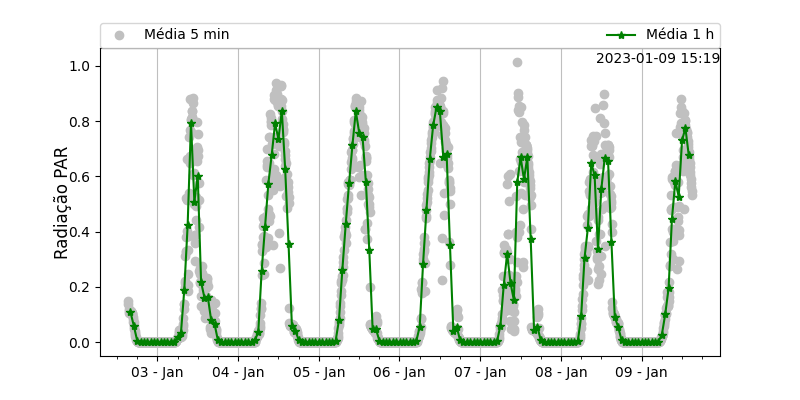 Média 5 min
Média 1 h
2023-01-09 15:19
Radiação PAR
1.0
0.8
0.6
0.4
0.2
0.0
03 - Jan
04 - Jan
05 - Jan
06 - Jan
07 - Jan
08 - Jan
09 - Jan